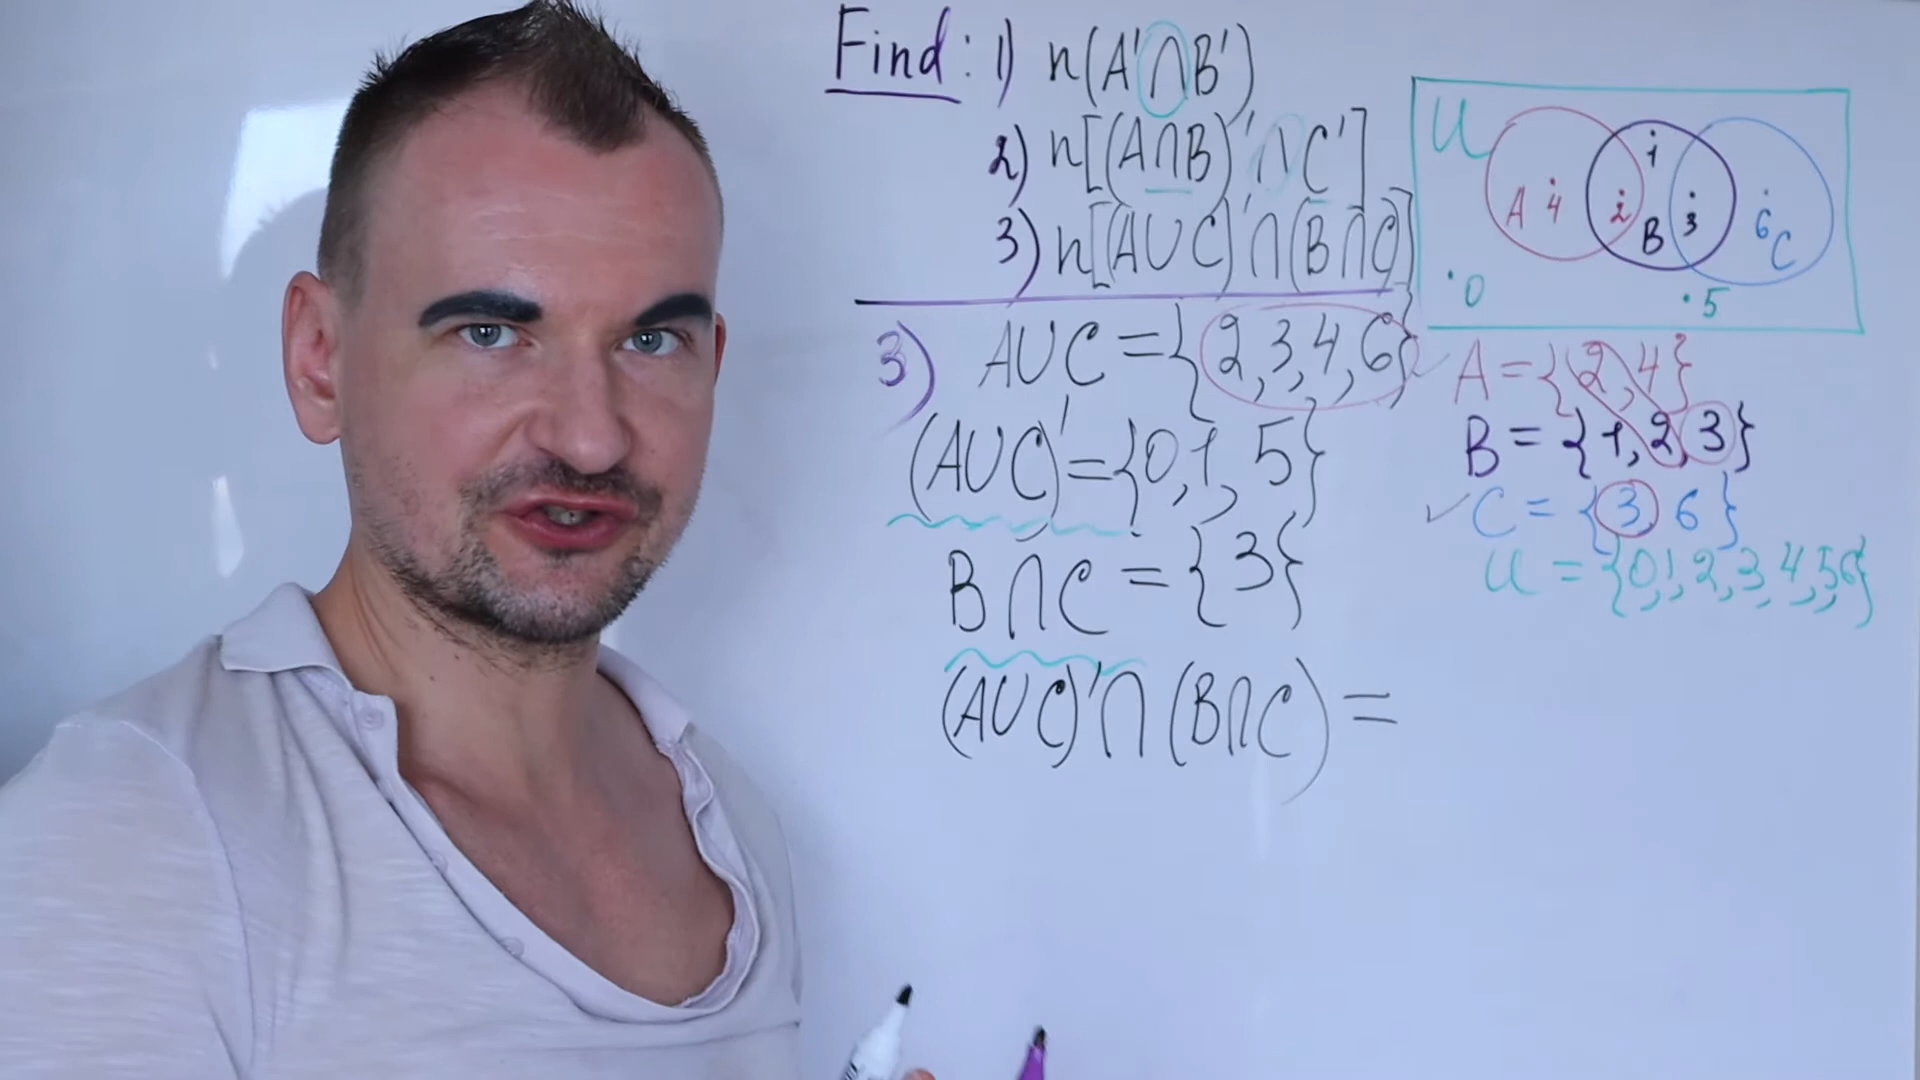 Find: 1) n(A'∩B')
2) n[(A∩B)'∩C']
3) n[(A∪C)'∩(B∩C)]
U
A 4 2 1 B 3 6 C
0 5
3) A∪C = {2,3,4,6}
(A∪C)' = {0,1,5}
B∩C = {3}
(A∪C)'∩(B∩C) =
A = {2,4}
B = {1,2,3}
C = {3,6}
U = {0,1,2,3,4,5,6}